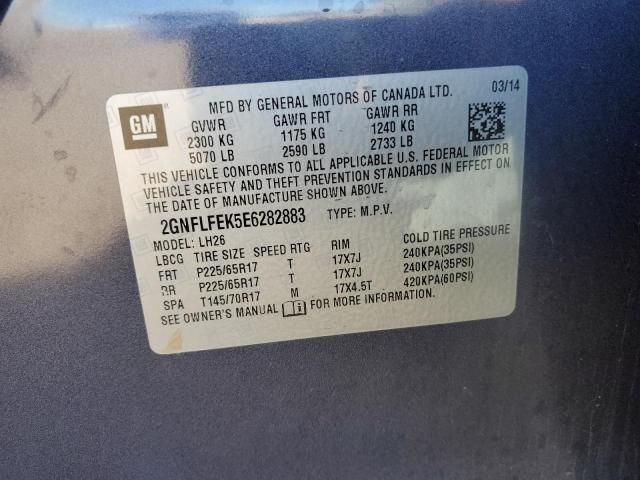 MFD BY GENERAL MOTORS OF CANADA LTD. 03/14
GM ®
GVWR GAWR FRT GAWR RR
2300 KG 1175 KG 1240 KG
5070 LB 2590 LB 2733 LB
THIS VEHICLE CONFORMS TO ALL APPLICABLE U.S. FEDERAL MOTOR
VEHICLE SAFETY AND THEFT PREVENTION STANDARDS IN EFFECT ON
THE DATE OF MANUFACTURE SHOWN ABOVE.
2GNFLFEK5E6282883 TYPE: M.P.V.
MODEL: LH26
LBCG TIRE SIZE SPEED RTG RIM COLD TIRE PRESSURE
FRT P225/65R17 T 17X7J 240KPA(35PSI)
RR P225/65R17 T 17X7J 240KPA(35PSI)
SPA T145/70R17 M 17X4.5T 420KPA(60PSI)
SEE OWNER'S MANUAL FOR MORE INFORMATION.